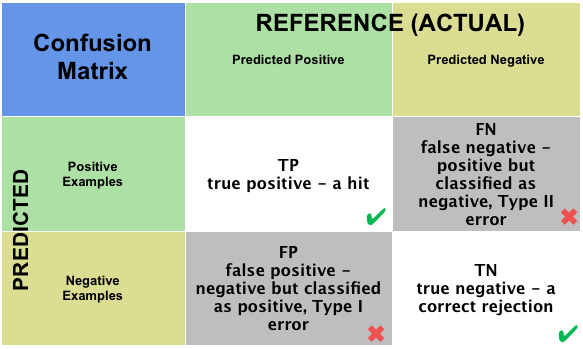 Confusion
Matrix
REFERENCE (ACTUAL)
Predicted Positive
Predicted Negative
PREDICTED
Positive
Examples
TP
true positive – a hit
FN
false negative –
positive but
classified as
negative, Type II
error
Negative
Examples
FP
false positive –
negative but classified
as positive, Type I
error
TN
true negative – a
correct rejection